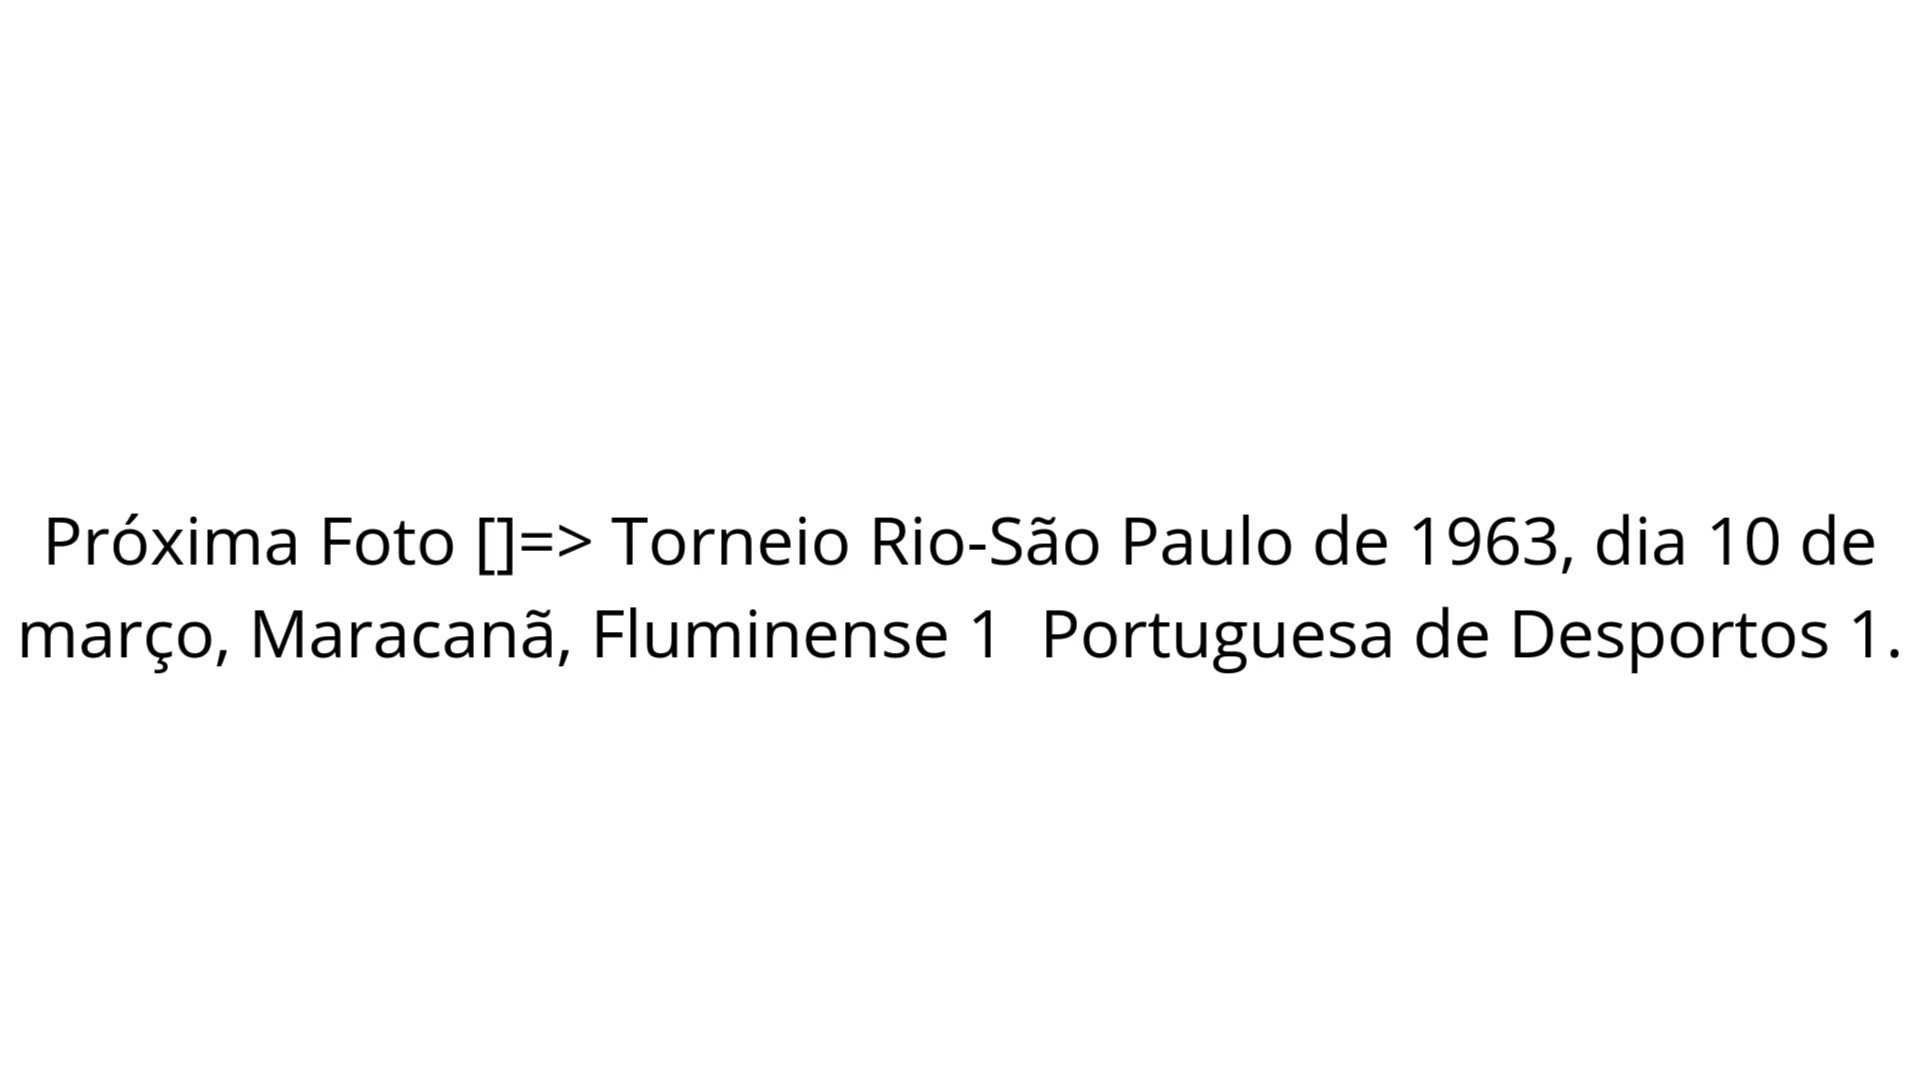 Próxima Foto []=> Torneio Rio-São Paulo de 1963, dia 10 de
março, Maracanã, Fluminense 1  Portuguesa de Desportos 1.